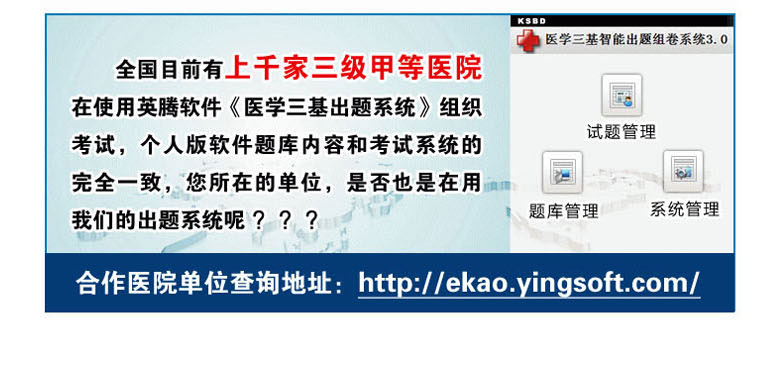 全国目前有上千家三级甲等医院
在使用英腾软件《医学三基出题系统》组织
考试，个人版软件题库内容和考试系统的
完全一致，您所在的单位，是否也是在用
我们的出题系统呢？？？
KSBD
医学三基智能出题组卷系统3.0
试题管理
题库管理
系统管理
合作医院单位查询地址：http://ekao.yingsoft.com/